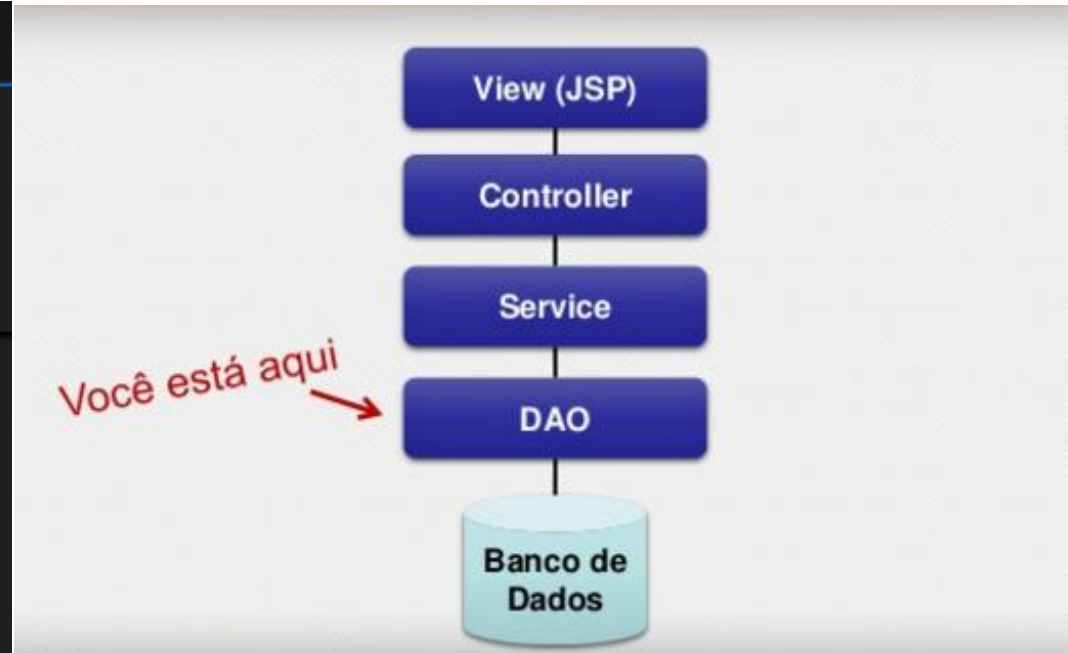 View (JSP)
Controller
Service
Você está aqui
DAO
Banco de
Dados